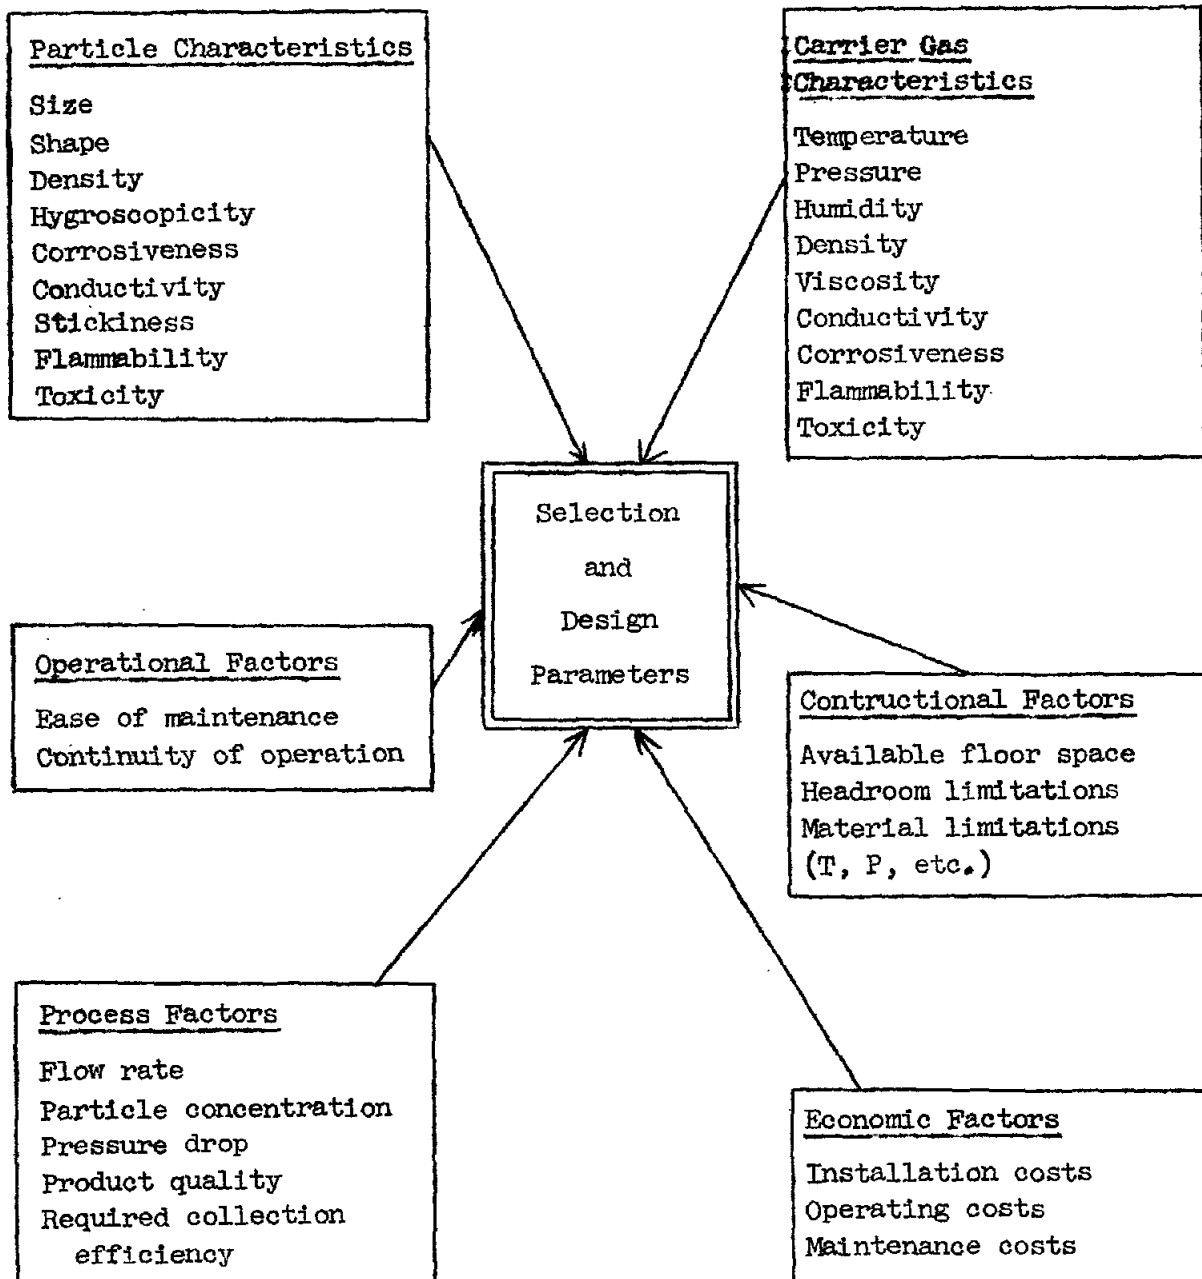 Particle Characteristics
Size
Shape
Density
Hygroscopicity
Corrosiveness
Conductivity
Stickiness
Flammability
Toxicity
Carrier Gas
Characteristics
Temperature
Pressure
Humidity
Density
Viscosity
Conductivity
Corrosiveness
Flammability
Toxicity
Selection
and
Design
Parameters
Operational Factors
Ease of maintenance
Continuity of operation
Contructional Factors
Available floor space
Headroom limitations
Material limitations
(T, P, etc.)
Process Factors
Flow rate
Particle concentration
Pressure drop
Product quality
Required collection
efficiency
Economic Factors
Installation costs
Operating costs
Maintenance costs